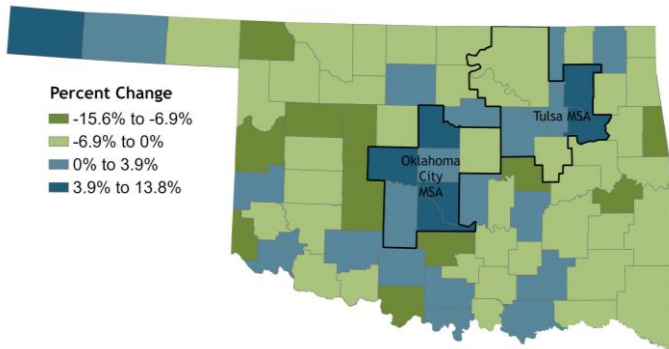 Percent Change
-15.6% to -6.9%
-6.9% to 0%
0% to 3.9%
3.9% to 13.8%
Tulsa MSA
Oklahoma
City
MSA